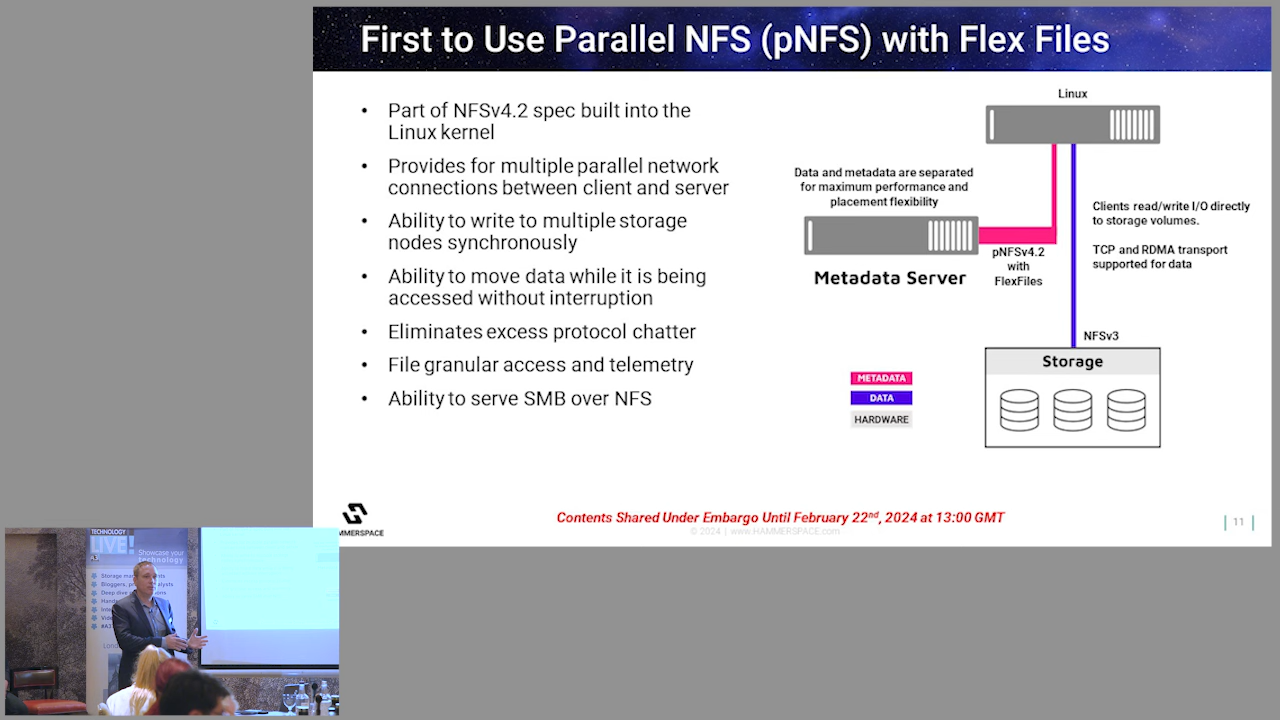 First to Use Parallel NFS (pNFS) with Flex Files
• Part of NFSv4.2 spec built into the
Linux kernel
• Provides for multiple parallel network
connections between client and server
• Ability to write to multiple storage
nodes synchronously
• Ability to move data while it is being
accessed without interruption
• Eliminates excess protocol chatter
• File granular access and telemetry
• Ability to serve SMB over NFS
Linux
Data and metadata are separated
for maximum performance and
placement flexibility
Metadata Server
pNFSv4.2
with
FlexFiles
Clients read/write I/O directly
to storage volumes.
TCP and RDMA transport
supported for data
NFSv3
Storage
METADATA
DATA
HARDWARE
MMERSPACE
Contents Shared Under Embargo Until February 22nd, 2024 at 13:00 GMT
© 2024 | www.HAMMERSPACE.com
11
TECHNOLOGY
LIVE!
Showcase your
technology
Storage
Bloggers,
Deep dive